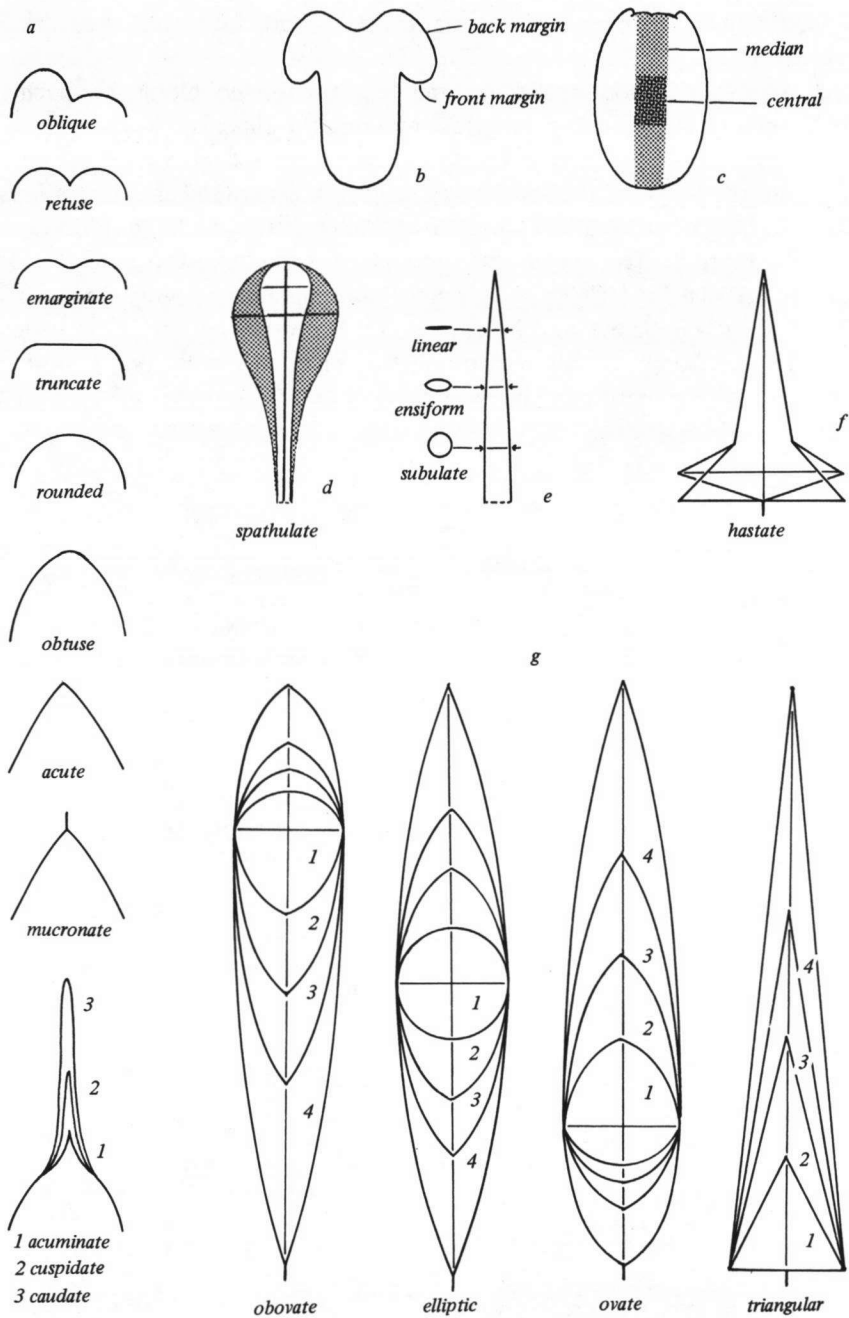 a
oblique
retuse
emarginate
truncate
rounded
obtuse
acute
mucronate
3
2
1
1 acuminate
2 cuspidate
3 caudate
back margin
front margin
b
median
central
c
d
spathulate
linear
ensiform
subulate
e
f
hastate
g
1
2
3
4
obovate
1
2
3
4
elliptic
4
3
2
1
ovate
4
3
2
1
triangular